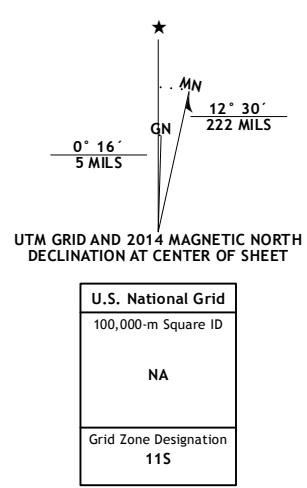 ★
MN
GN
12° 30´
222 MILS
0° 16´
5 MILS
UTM GRID AND 2014 MAGNETIC NORTH
DECLINATION AT CENTER OF SHEET
U.S. National Grid
100,000-m Square ID
NA
Grid Zone Designation
11S